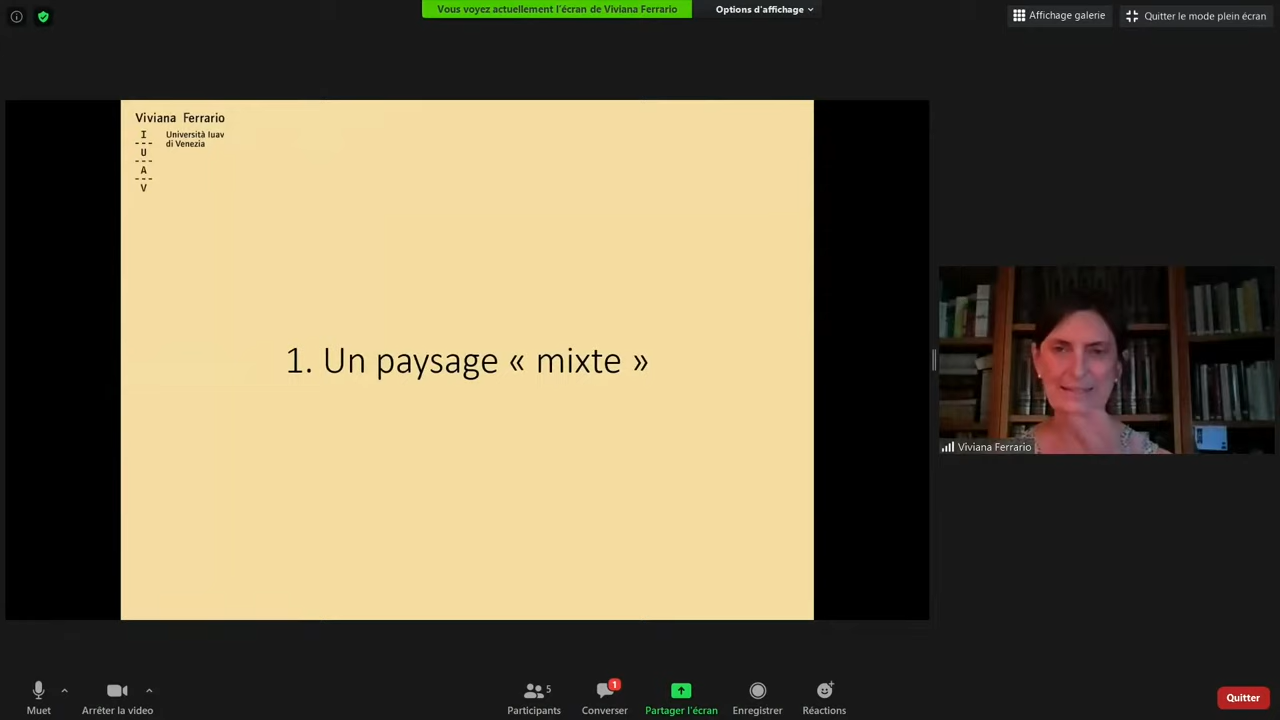 Vous voyez actuellement l'écran de Viviana Ferrario
Options d'affichage
Affichage galerie
Quitter le mode plein écran
Viviana Ferrario
I
U
A
V
Università Iuav
di Venezia
1. Un paysage « mixte »
Viviana Ferrario
Muet
Arrêter la video
5
Participants
1
Converser
Partager l'écran
Enregistrer
Réactions
Quitter